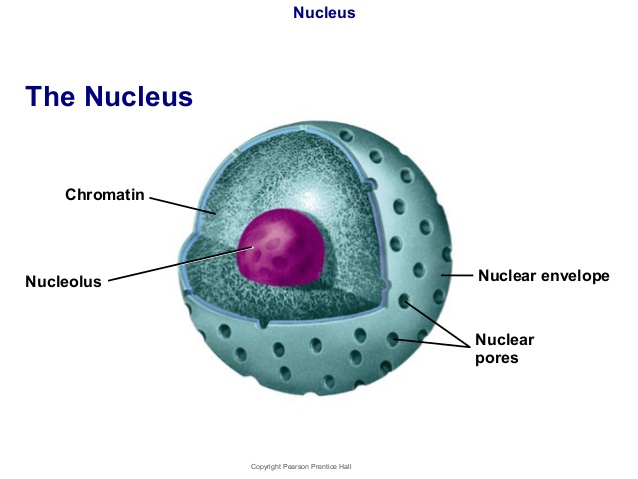 Nucleus
The Nucleus
Chromatin
Nucleolus
Nuclear envelope
Nuclear
pores
Copyright Pearson Prentice Hall